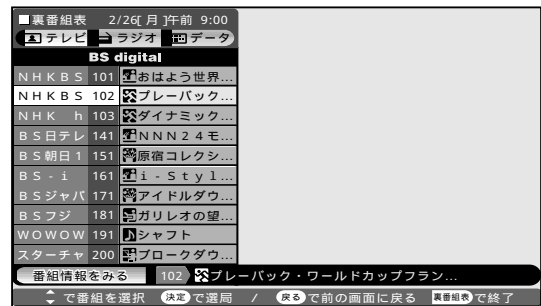 ■裏番組表 2/26[月]午前 9:00
テレビ ラジオ データ
BS digital
NHKBS 101 おはよう世界...
NHKBS 102 プレーバック...
NHK h 103 ダイナミック...
BS日テレ 141 NNN24モ...
BS朝日1 151 原宿コレクシ...
BS-i 161 i-Styl...
BSジャパ 171 アイドルダウ...
BSフジ 181 ガリレオの望...
WOWOW 191 シャフト
スターチャ 200 ブロークダウ...
番組情報をみる 102 プレーバック・ワールドカップフラン...
で番組を選択 決定で選局 / 戻るで前の画面に戻る 裏番組表で終了